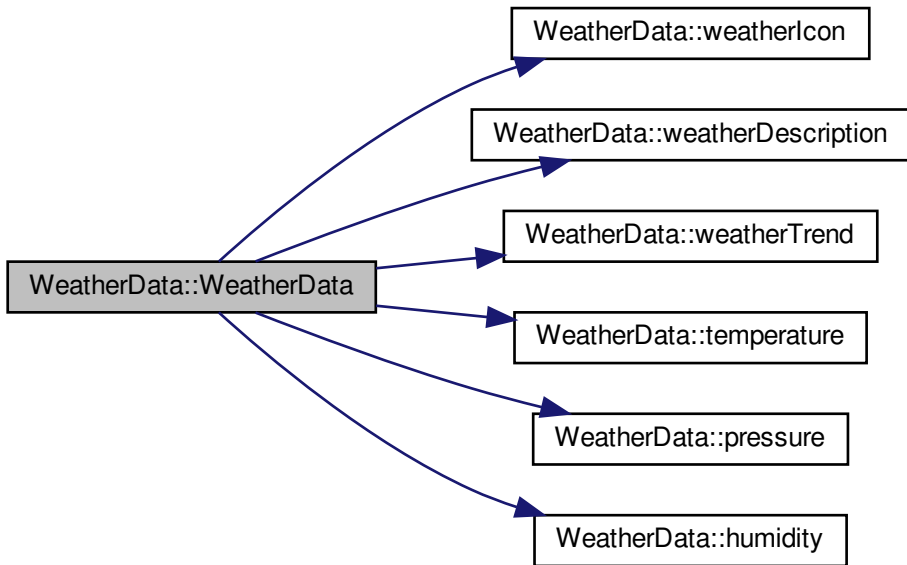 WeatherData::weatherIcon
WeatherData::weatherDescription
WeatherData::weatherTrend
WeatherData::WeatherData
WeatherData::temperature
WeatherData::pressure
WeatherData::humidity